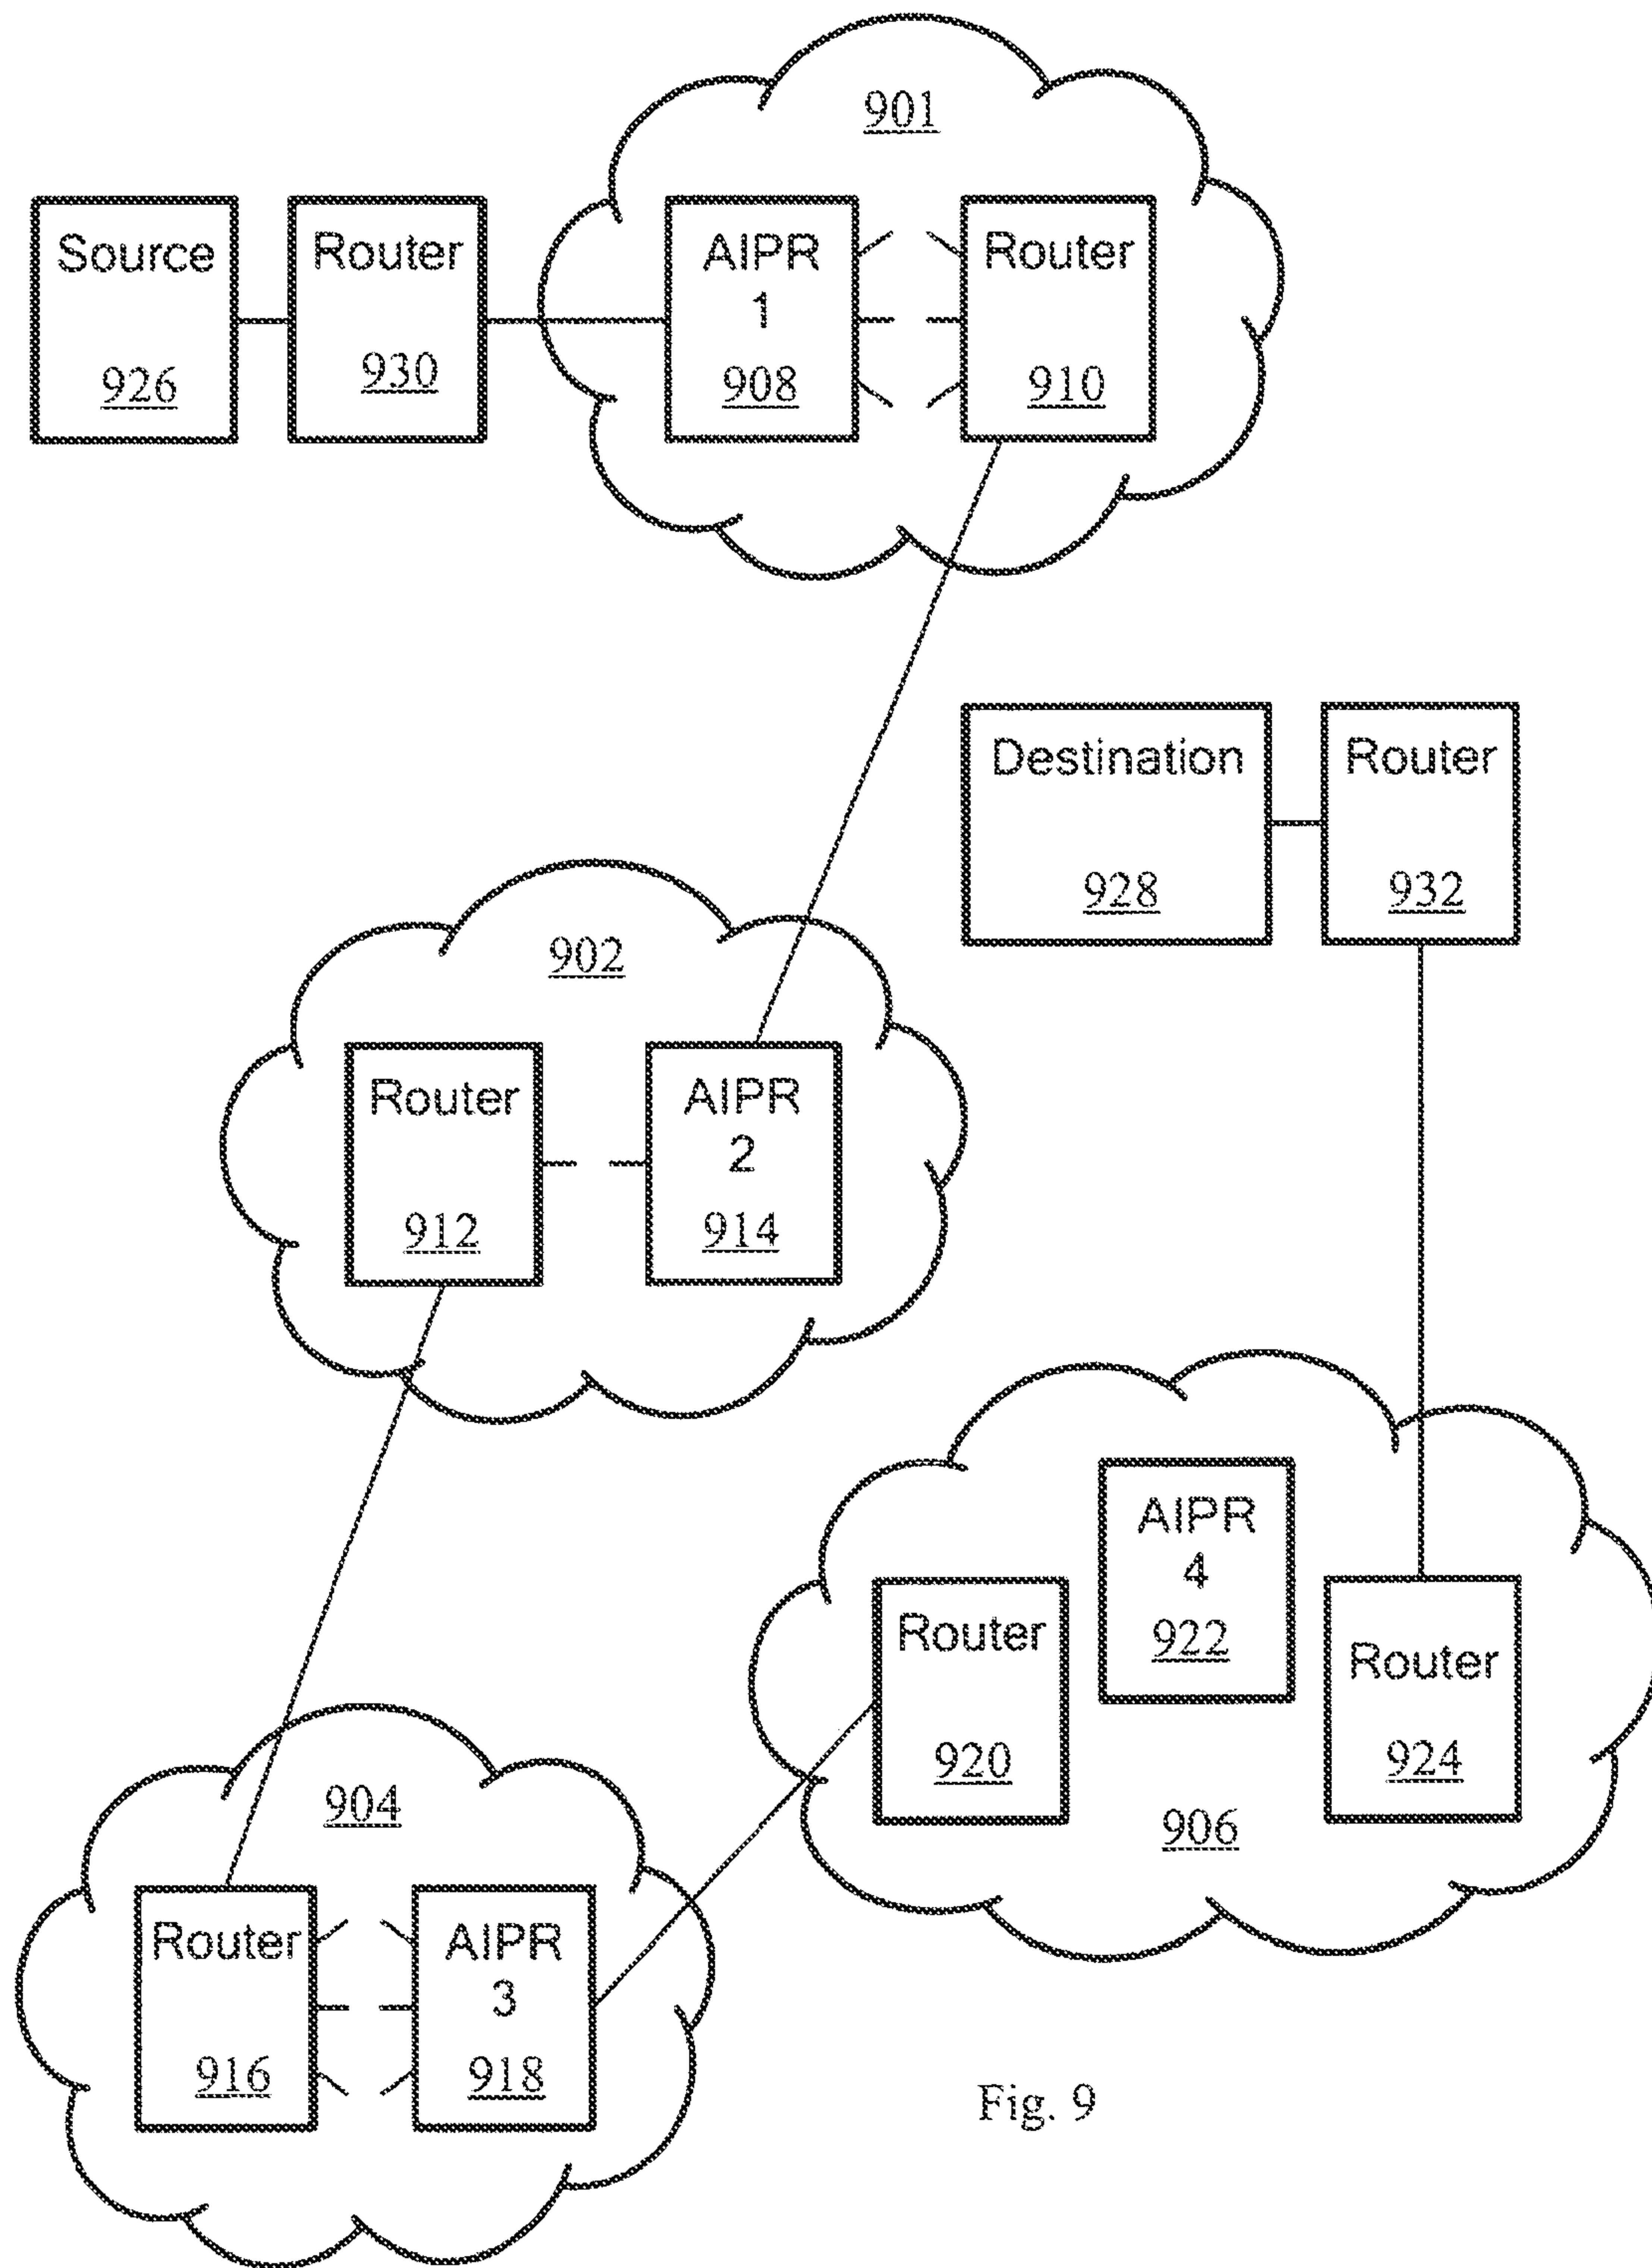 901
Source
926
Router
930
AIPR
1
908
Router
910
Destination
928
Router
932
902
Router
912
AIPR
2
914
AIPR
4
922
Router
920
Router
924
906
904
Router
916
AIPR
3
918
Fig. 9